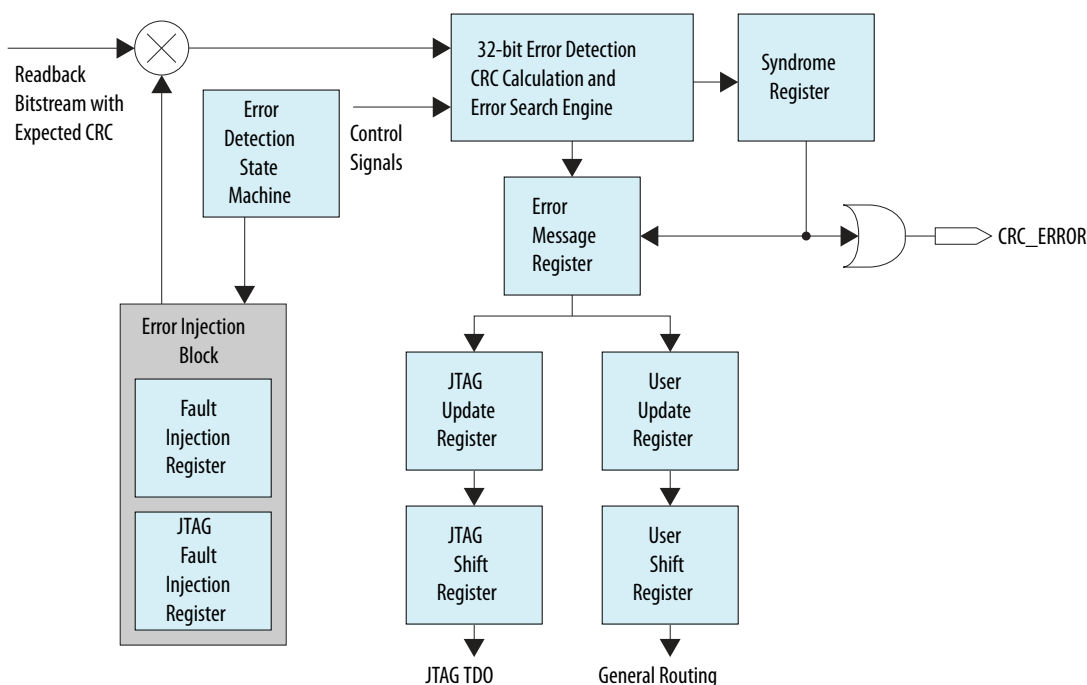 Readback
Bitstream with
Expected CRC
Error
Detection
State
Machine
Control
Signals
32-bit Error Detection
CRC Calculation and
Error Search Engine
Syndrome
Register
Error
Message
Register
CRC_ERROR
Error Injection
Block
Fault
Injection
Register
JTAG
Fault
Injection
Register
JTAG
Update
Register
User
Update
Register
JTAG
Shift
Register
User
Shift
Register
JTAG TDO
General Routing